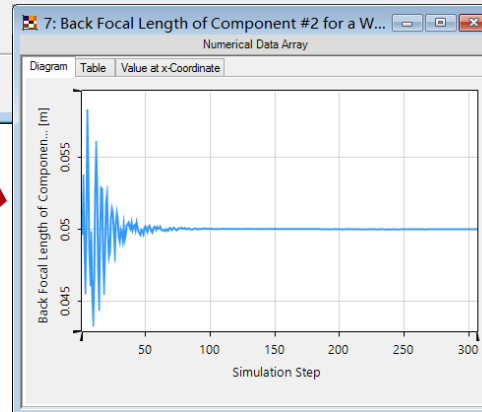 7: Back Focal Length of Component #2 for a W...
Numerical Data Array
Diagram Table Value at x-Coordinate
Back Focal Length of Componen... [m]
0.055
0.05
0.045
50 100 150 200 250 300
Simulation Step